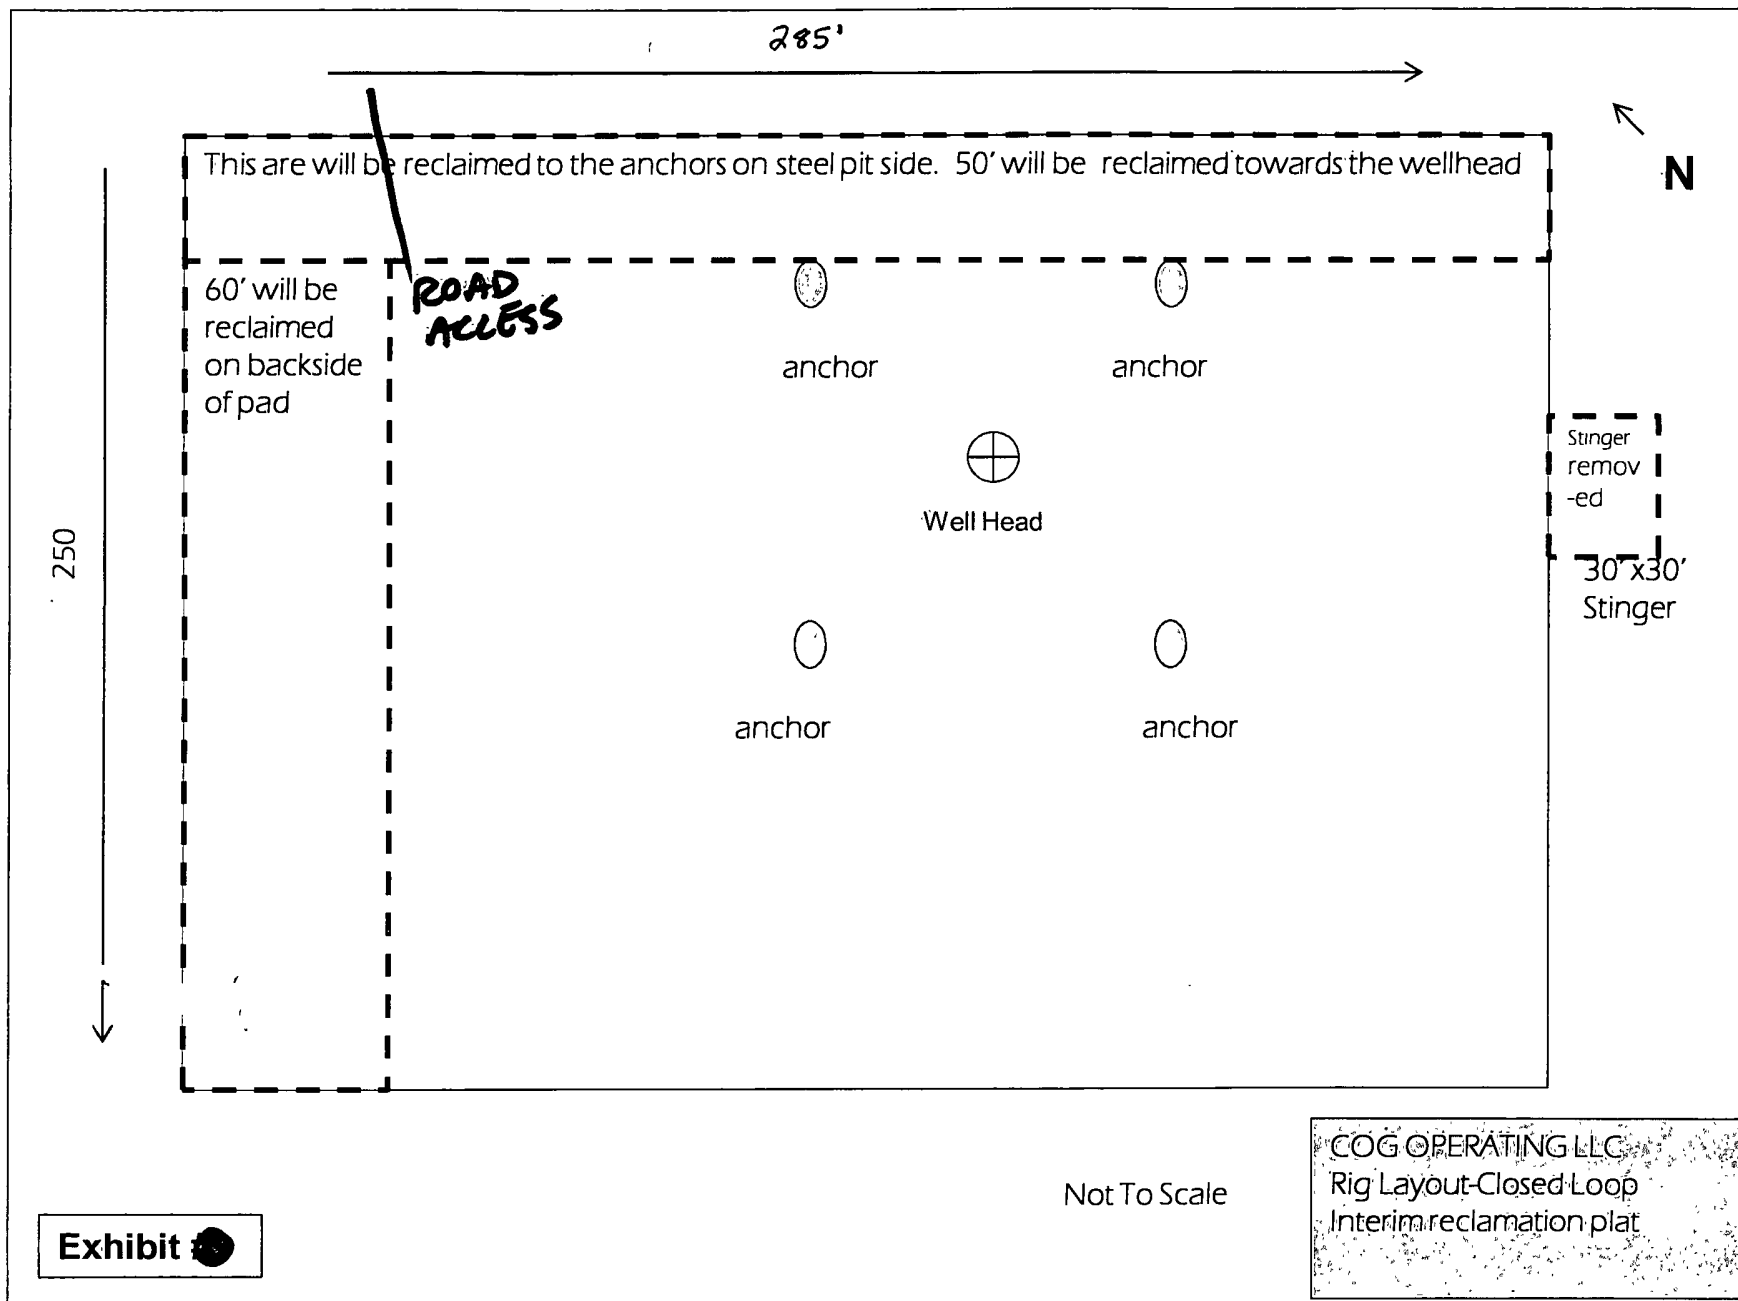 285'
N
This are will be reclaimed to the anchors on steel pit side. 50' will be reclaimed towards the wellhead
60' will be
reclaimed
on backside
of pad
ROAD
ACCESS
anchor
anchor
Stinger
remov
-ed
Well Head
250
30'x30'
Stinger
anchor
anchor
Not To Scale
COG OPERATING LLC
Rig Layout-Closed Loop
Interim reclamation plat
Exhibit